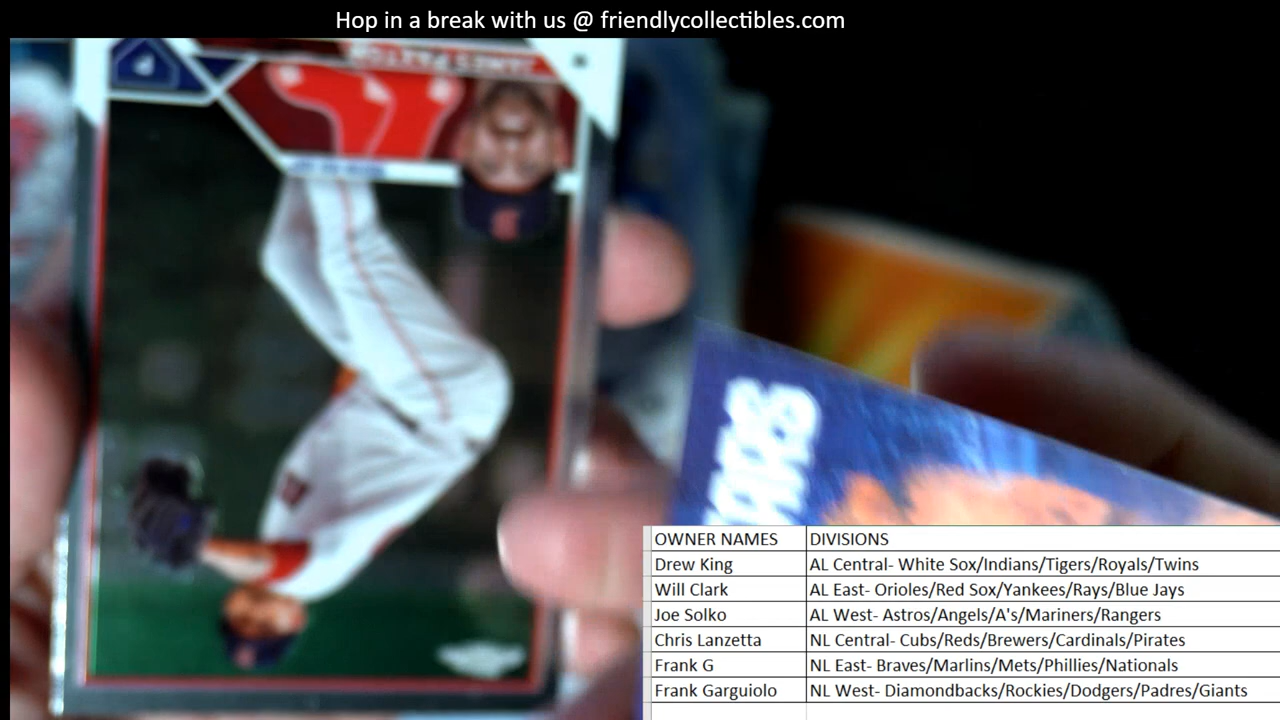 Hop in a break with us @ friendlycollectibles.com
JAMES PAXTON
OWNER NAMES DIVISIONS
Drew King AL Central- White Sox/Indians/Tigers/Royals/Twins
Will Clark AL East- Orioles/Red Sox/Yankees/Rays/Blue Jays
Joe Solko AL West- Astros/Angels/A's/Mariners/Rangers
Chris Lanzetta NL Central- Cubs/Reds/Brewers/Cardinals/Pirates
Frank G NL East- Braves/Marlins/Mets/Phillies/Nationals
Frank Garguiolo NL West- Diamondbacks/Rockies/Dodgers/Padres/Giants